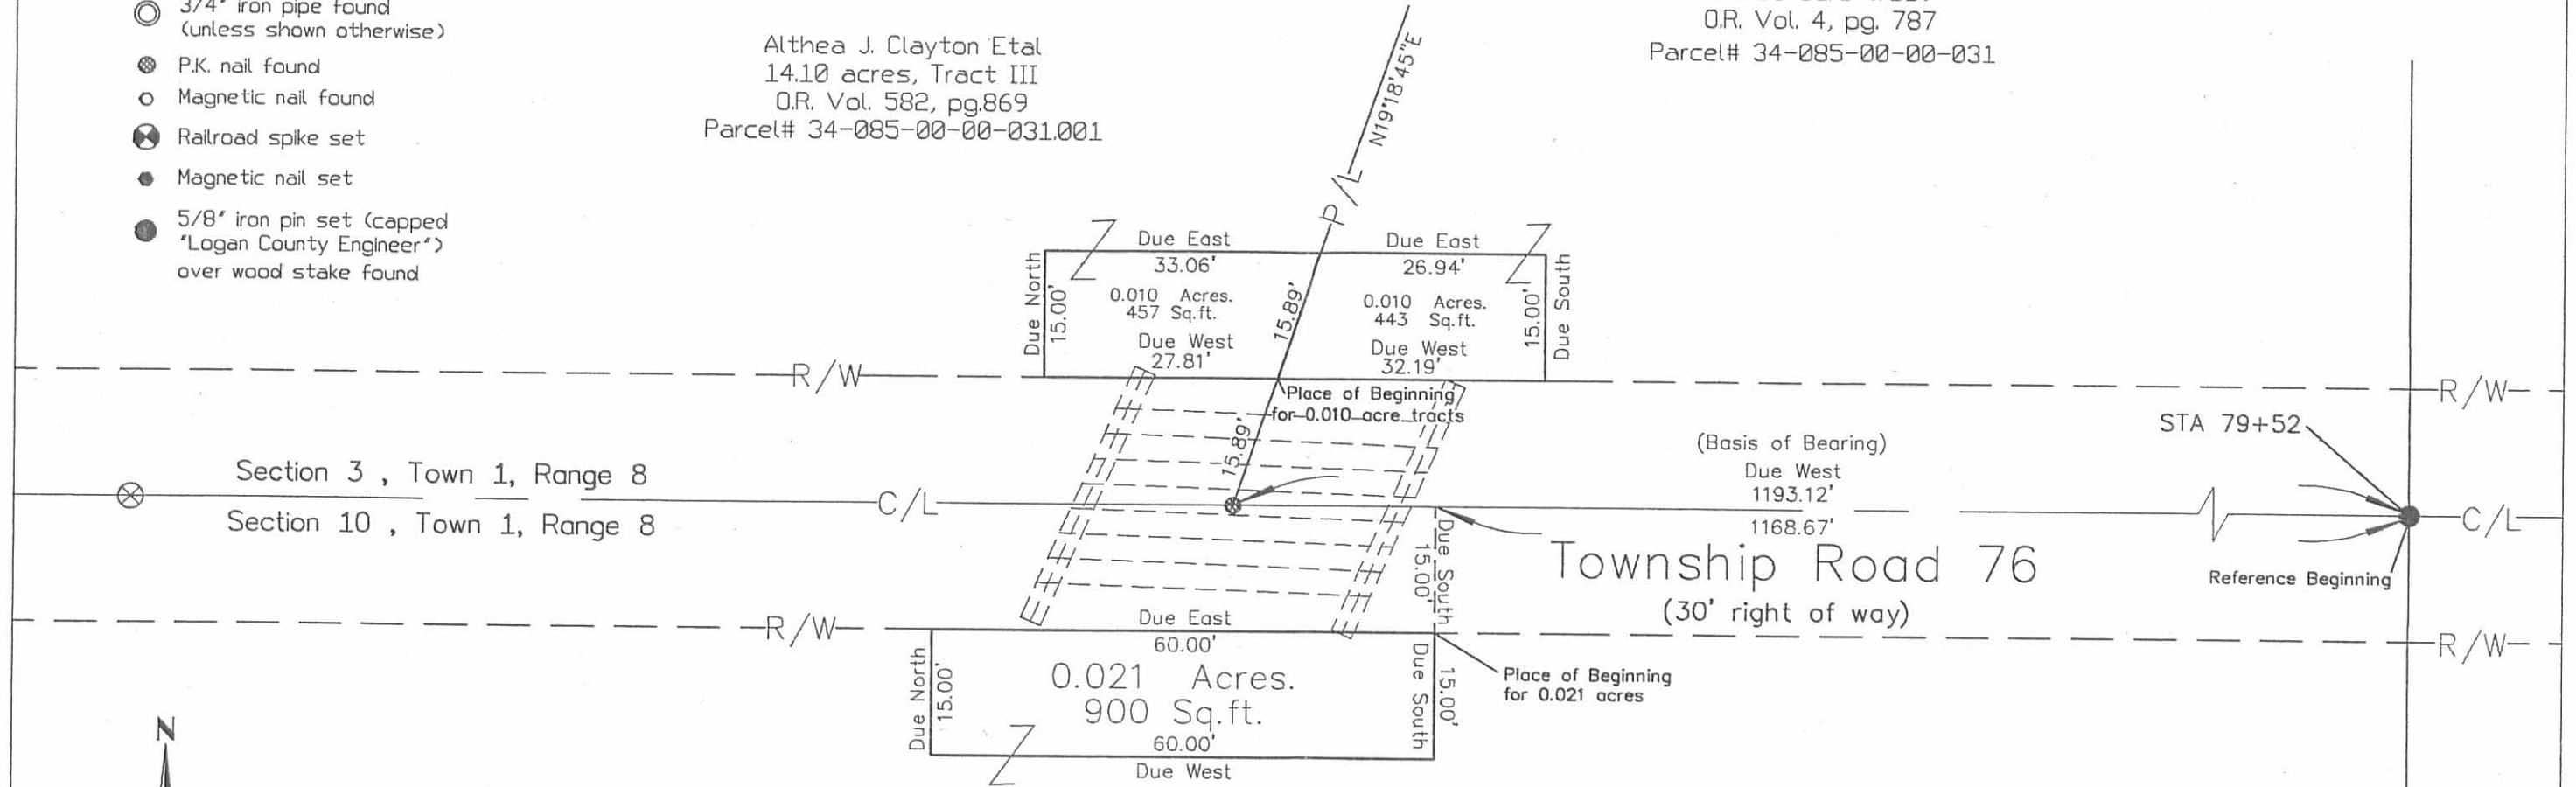 3/4" iron pipe found
(unless shown otherwise)
P.K. nail found
Magnetic nail found
Railroad spike set
Magnetic nail set
5/8" iron pin set (capped
"Logan County Engineer")
over wood stake found
Althea J. Clayton Etal
14.10 acres, Tract III
O.R. Vol. 582, pg.869
Parcel# 34-085-00-00-031.001
O.R. Vol. 4, pg. 787
Parcel# 34-085-00-00-031
N19°18'45"E
P/L
Due East
33.06'
Due East
26.94'
Due North
15.00'
0.010 Acres.
457 Sq.ft.
Due West
27.81'
15.89'
0.010 Acres.
443 Sq.ft.
Due West
32.19'
15.00'
Due South
R/W
R/W
Place of Beginning
for 0.010 acre tracts
15.89'
STA 79+52
(Basis of Bearing)
Due West
1193.12'
1168.67'
Section 3 , Town 1, Range 8
Section 10 , Town 1, Range 8
C/L
C/L
Due South
15.00'
Township Road 76
(30' right of way)
Reference Beginning
R/W
R/W
Due East
60.00'
0.021 Acres.
900 Sq.ft.
60.00'
Due West
Due North
15.00'
Due South
15.00'
Place of Beginning
for 0.021 acres
N